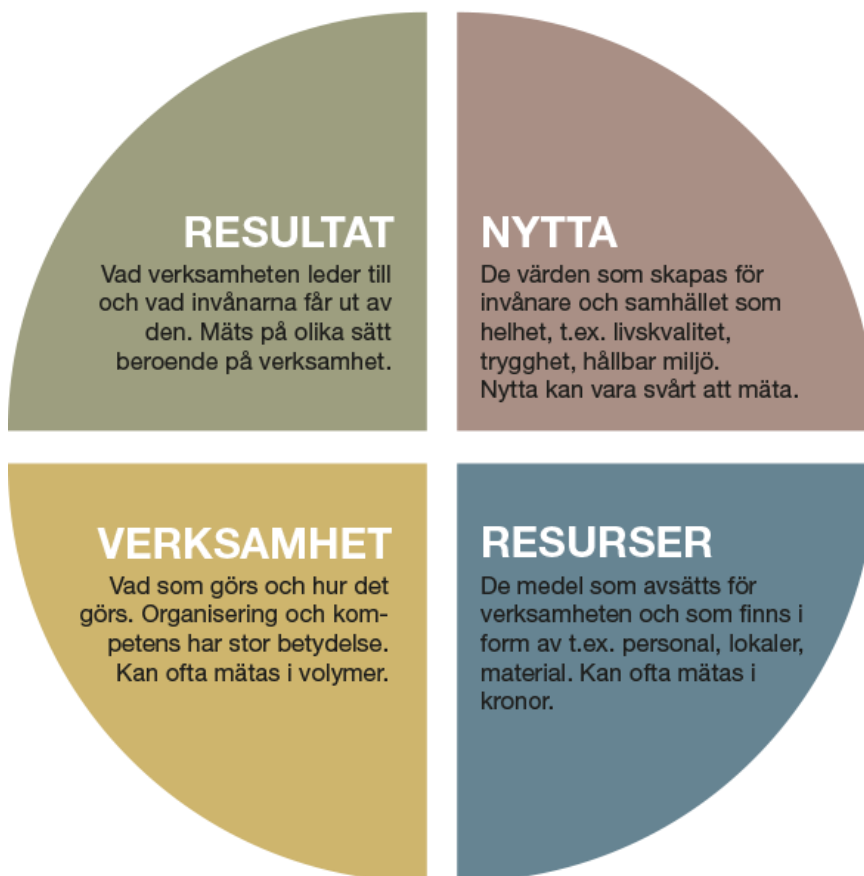 RESULTAT
Vad verksamheten leder till
och vad invånarna får ut av
den. Mäts på olika sätt
beroende på verksamhet.
NYTTA
De värden som skapas för
invånare och samhället som
helhet, t.ex. livskvalitet,
trygghet, hållbar miljö.
Nytta kan vara svårt att mäta.
VERKSAMHET
Vad som görs och hur det
görs. Organisering och kom-
petens har stor betydelse.
Kan ofta mätas i volymer.
RESURSER
De medel som avsätts för
verksamheten och som finns i
form av t.ex. personal, lokaler,
material. Kan ofta mätas i
kronor.